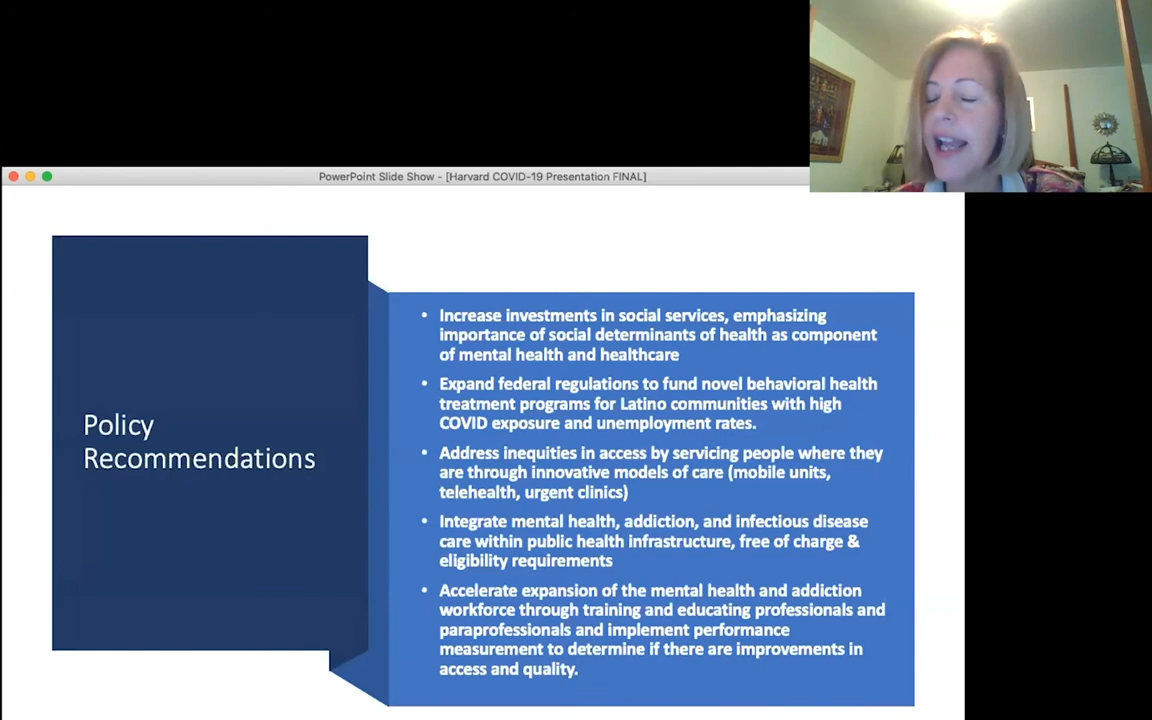 PowerPoint Slide Show - [Harvard COVID-19 Presentation FINAL]
Policy
Recommendations
• Increase investments in social services, emphasizing
importance of social determinants of health as component
of mental health and healthcare
• Expand federal regulations to fund novel behavioral health
treatment programs for Latino communities with high
COVID exposure and unemployment rates.
• Address inequities in access by servicing people where they
are through innovative models of care (mobile units,
telehealth, urgent clinics)
• Integrate mental health, addiction, and infectious disease
care within public health infrastructure, free of charge &
eligibility requirements
• Accelerate expansion of the mental health and addiction
workforce through training and educating professionals and
paraprofessionals and implement performance
measurement to determine if there are improvements in
access and quality.